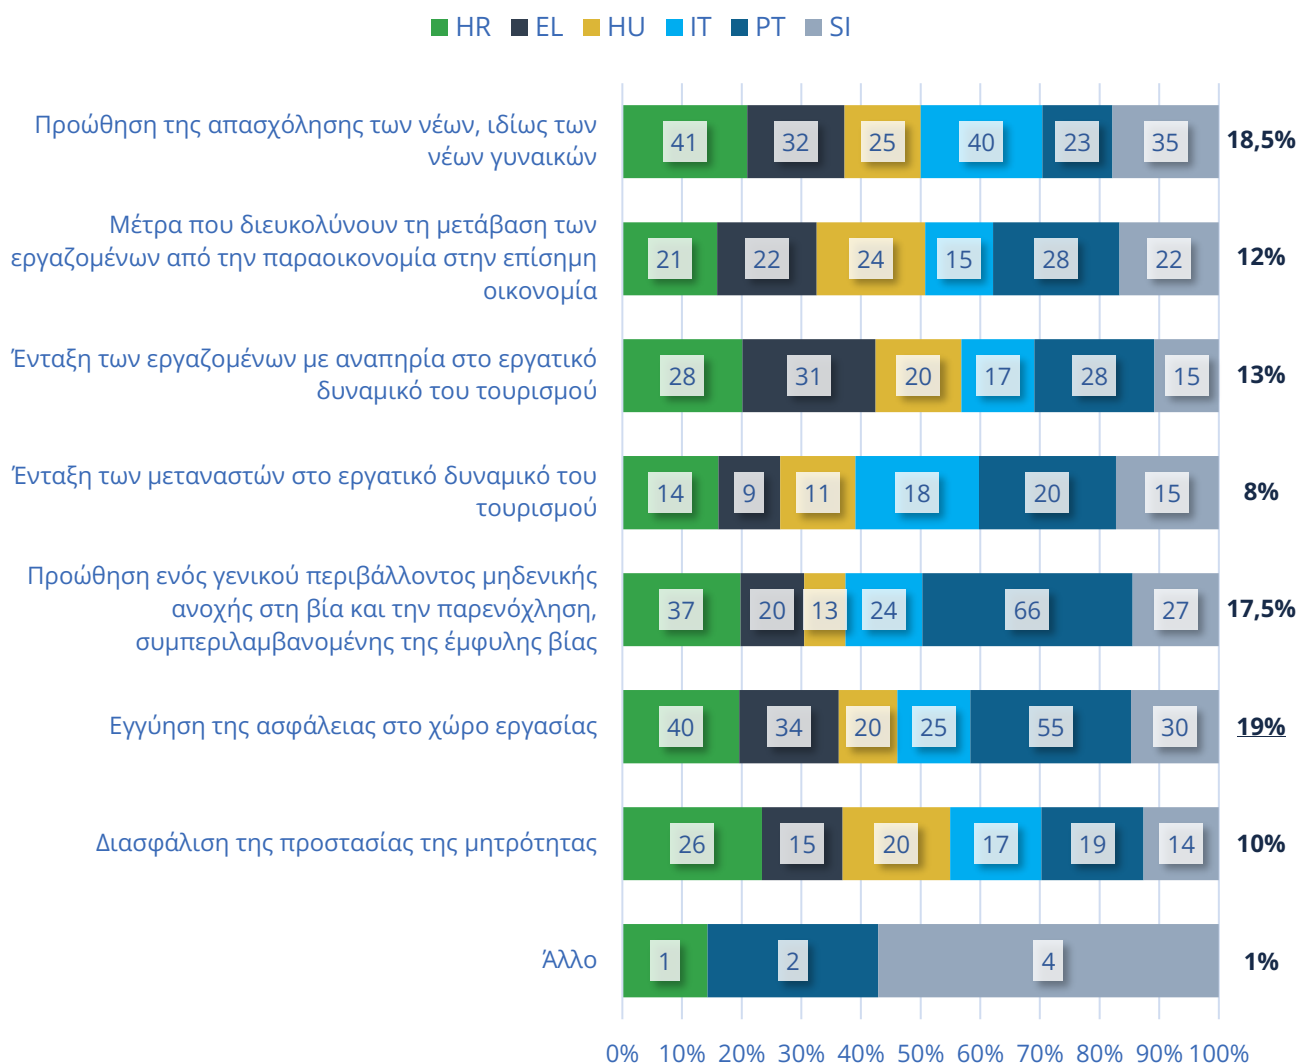 HR EL HU IT PT SI
Προώθηση της απασχόλησης των νέων, ιδίως των
νέων γυναικών
41 32 25 40 23 35 18,5%
Μέτρα που διευκολύνουν τη μετάβαση των
εργαζομένων από την παραοικονομία στην επίσημη
οικονομία
21 22 24 15 28 22 12%
Ένταξη των εργαζομένων με αναπηρία στο εργατικό
δυναμικό του τουρισμού
28 31 20 17 28 15 13%
Ένταξη των μεταναστών στο εργατικό δυναμικό του
τουρισμού
14 9 11 18 20 15 8%
Προώθηση ενός γενικού περιβάλλοντος μηδενικής
ανοχής στη βία και την παρενόχληση,
συμπεριλαμβανομένης της έμφυλης βίας
37 20 13 24 66 27 17,5%
Εγγύηση της ασφάλειας στο χώρο εργασίας
40 34 20 25 55 30 19%
Διασφάλιση της προστασίας της μητρότητας
26 15 20 17 19 14 10%
Άλλο
1 2 4 1%
0% 10% 20% 30% 40% 50% 60% 70% 80% 90% 100%